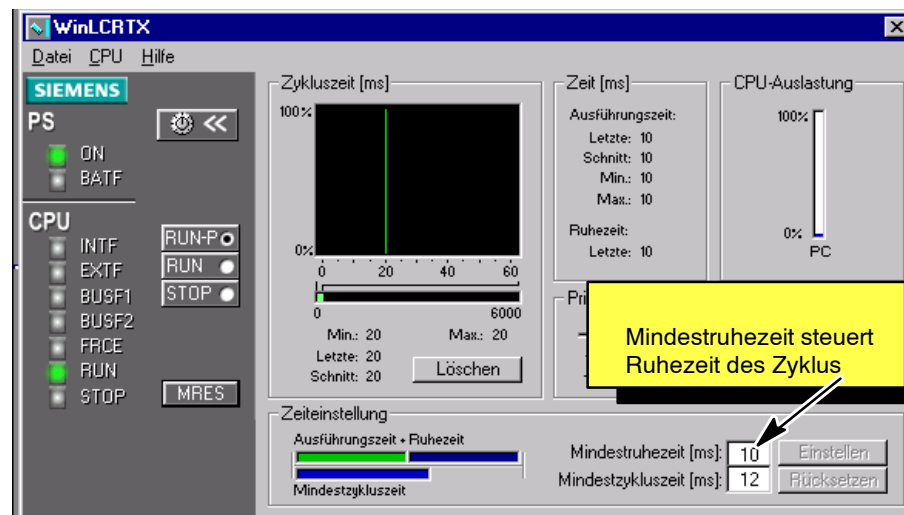 WinLCRTX
Datei CPU Hilfe
SIEMENS
PS
ON
BATF
CPU
INTF
EXTF
BUSF1
BUSF2
FRCE
RUN
STOP
RUN-P
RUN
STOP
MRES
Zykluszeit [ms]
100%
0%
0 20 40 60
0 6000
Min.: 20 Max.: 20
Letzte: 20
Schnitt: 20
Löschen
Zeit [ms]
Ausführungszeit:
Letzte: 10
Schnitt: 10
Min.: 10
Max.: 10
Ruhezeit:
Letzte: 10
CPU-Auslastung
100%
0%
PC
Pri
Mindestruhezeit steuert
Ruhezeit des Zyklus
Zeiteinstellung
Ausführungszeit + Ruhezeit
Mindestzykluszeit
Mindestruhezeit [ms]: 10 Einstellen
Mindestzykluszeit [ms]: 12 Rücksetzen